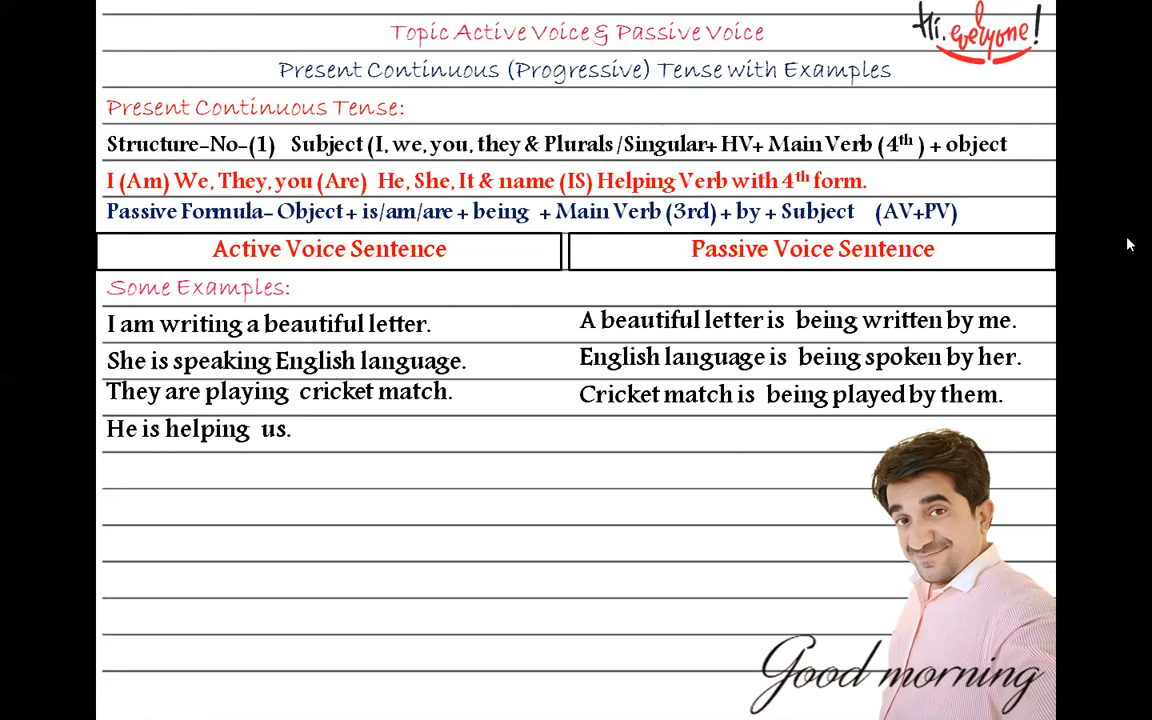 Hi, everyone!
Topic Active Voice & Passive Voice
Present Continuous (Progressive) Tense with Examples
Present Continuous Tense:
Structure-No-(1) Subject (I, we, you, they & Plurals /Singular+ HV+ Main Verb (4th ) + object
I (Am) We, They, you (Are) He, She, It & name (IS) Helping Verb with 4th form.
Passive Formula- Object + is/am/are + being + Main Verb (3rd) + by + Subject (AV+PV)
Active Voice Sentence Passive Voice Sentence
Some Examples:
I am writing a beautiful letter. A beautiful letter is being written by me.
She is speaking English language. English language is being spoken by her.
They are playing cricket match. Cricket match is being played by them.
He is helping us.
Good morning